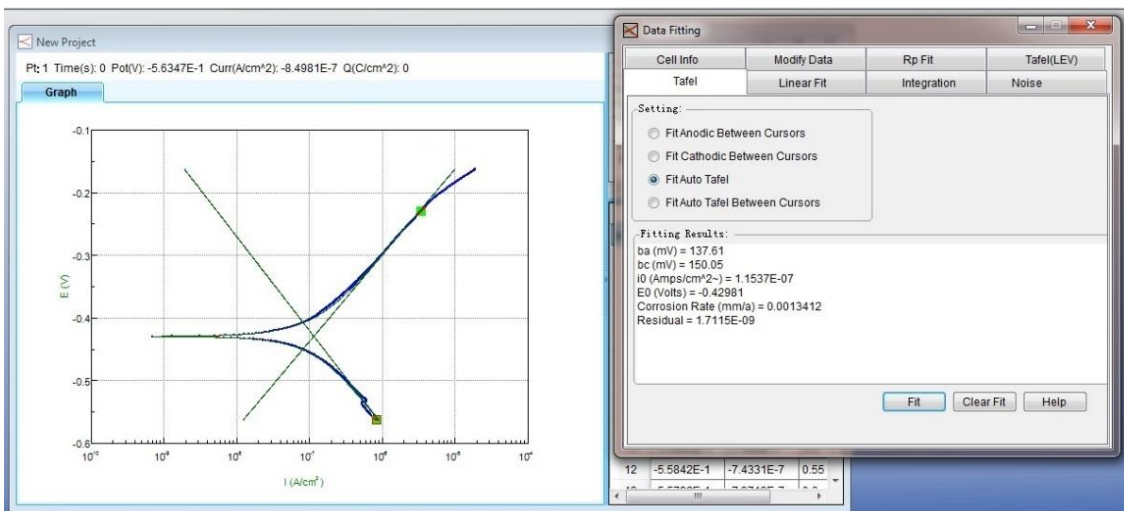 New Project
Pt: 1 Time(s): 0 Pot(V): -5.6347E-1 Curr(A/cm^2): -8.4981E-7 Q(C/cm^2): 0
Graph
-0.1
-0.2
-0.3
-0.4
-0.5
-0.6
E (V)
I (A/cm²)
Data Fitting
Cell Info
Modify Data
Rp Fit
Tafel(LEV)
Tafel
Linear Fit
Integration
Noise
Setting:
Fit Anodic Between Cursors
Fit Cathodic Between Cursors
Fit Auto Tafel
Fit Auto Tafel Between Cursors
Fitting Results:
ba (mV) = 137.61
bc (mV) = 150.05
i0 (Amps/cm^2~) = 1.1537E-07
E0 (Volts) = -0.42981
Corrosion Rate (mm/a) = 0.0013412
Residual = 1.7115E-09
Fit
Clear Fit
Help
12 -5.5842E-1 -7.4331E-7 0.55